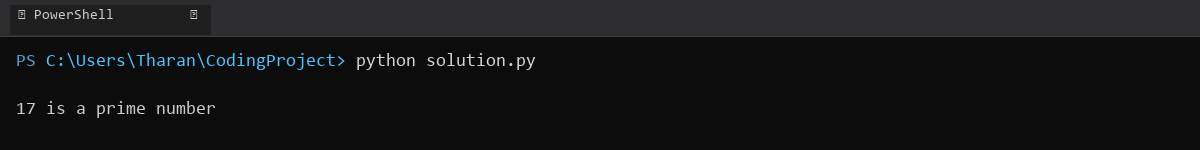 PowerShell
PS C:\Users\Tharan\CodingProject> python solution.py
17 is a prime number